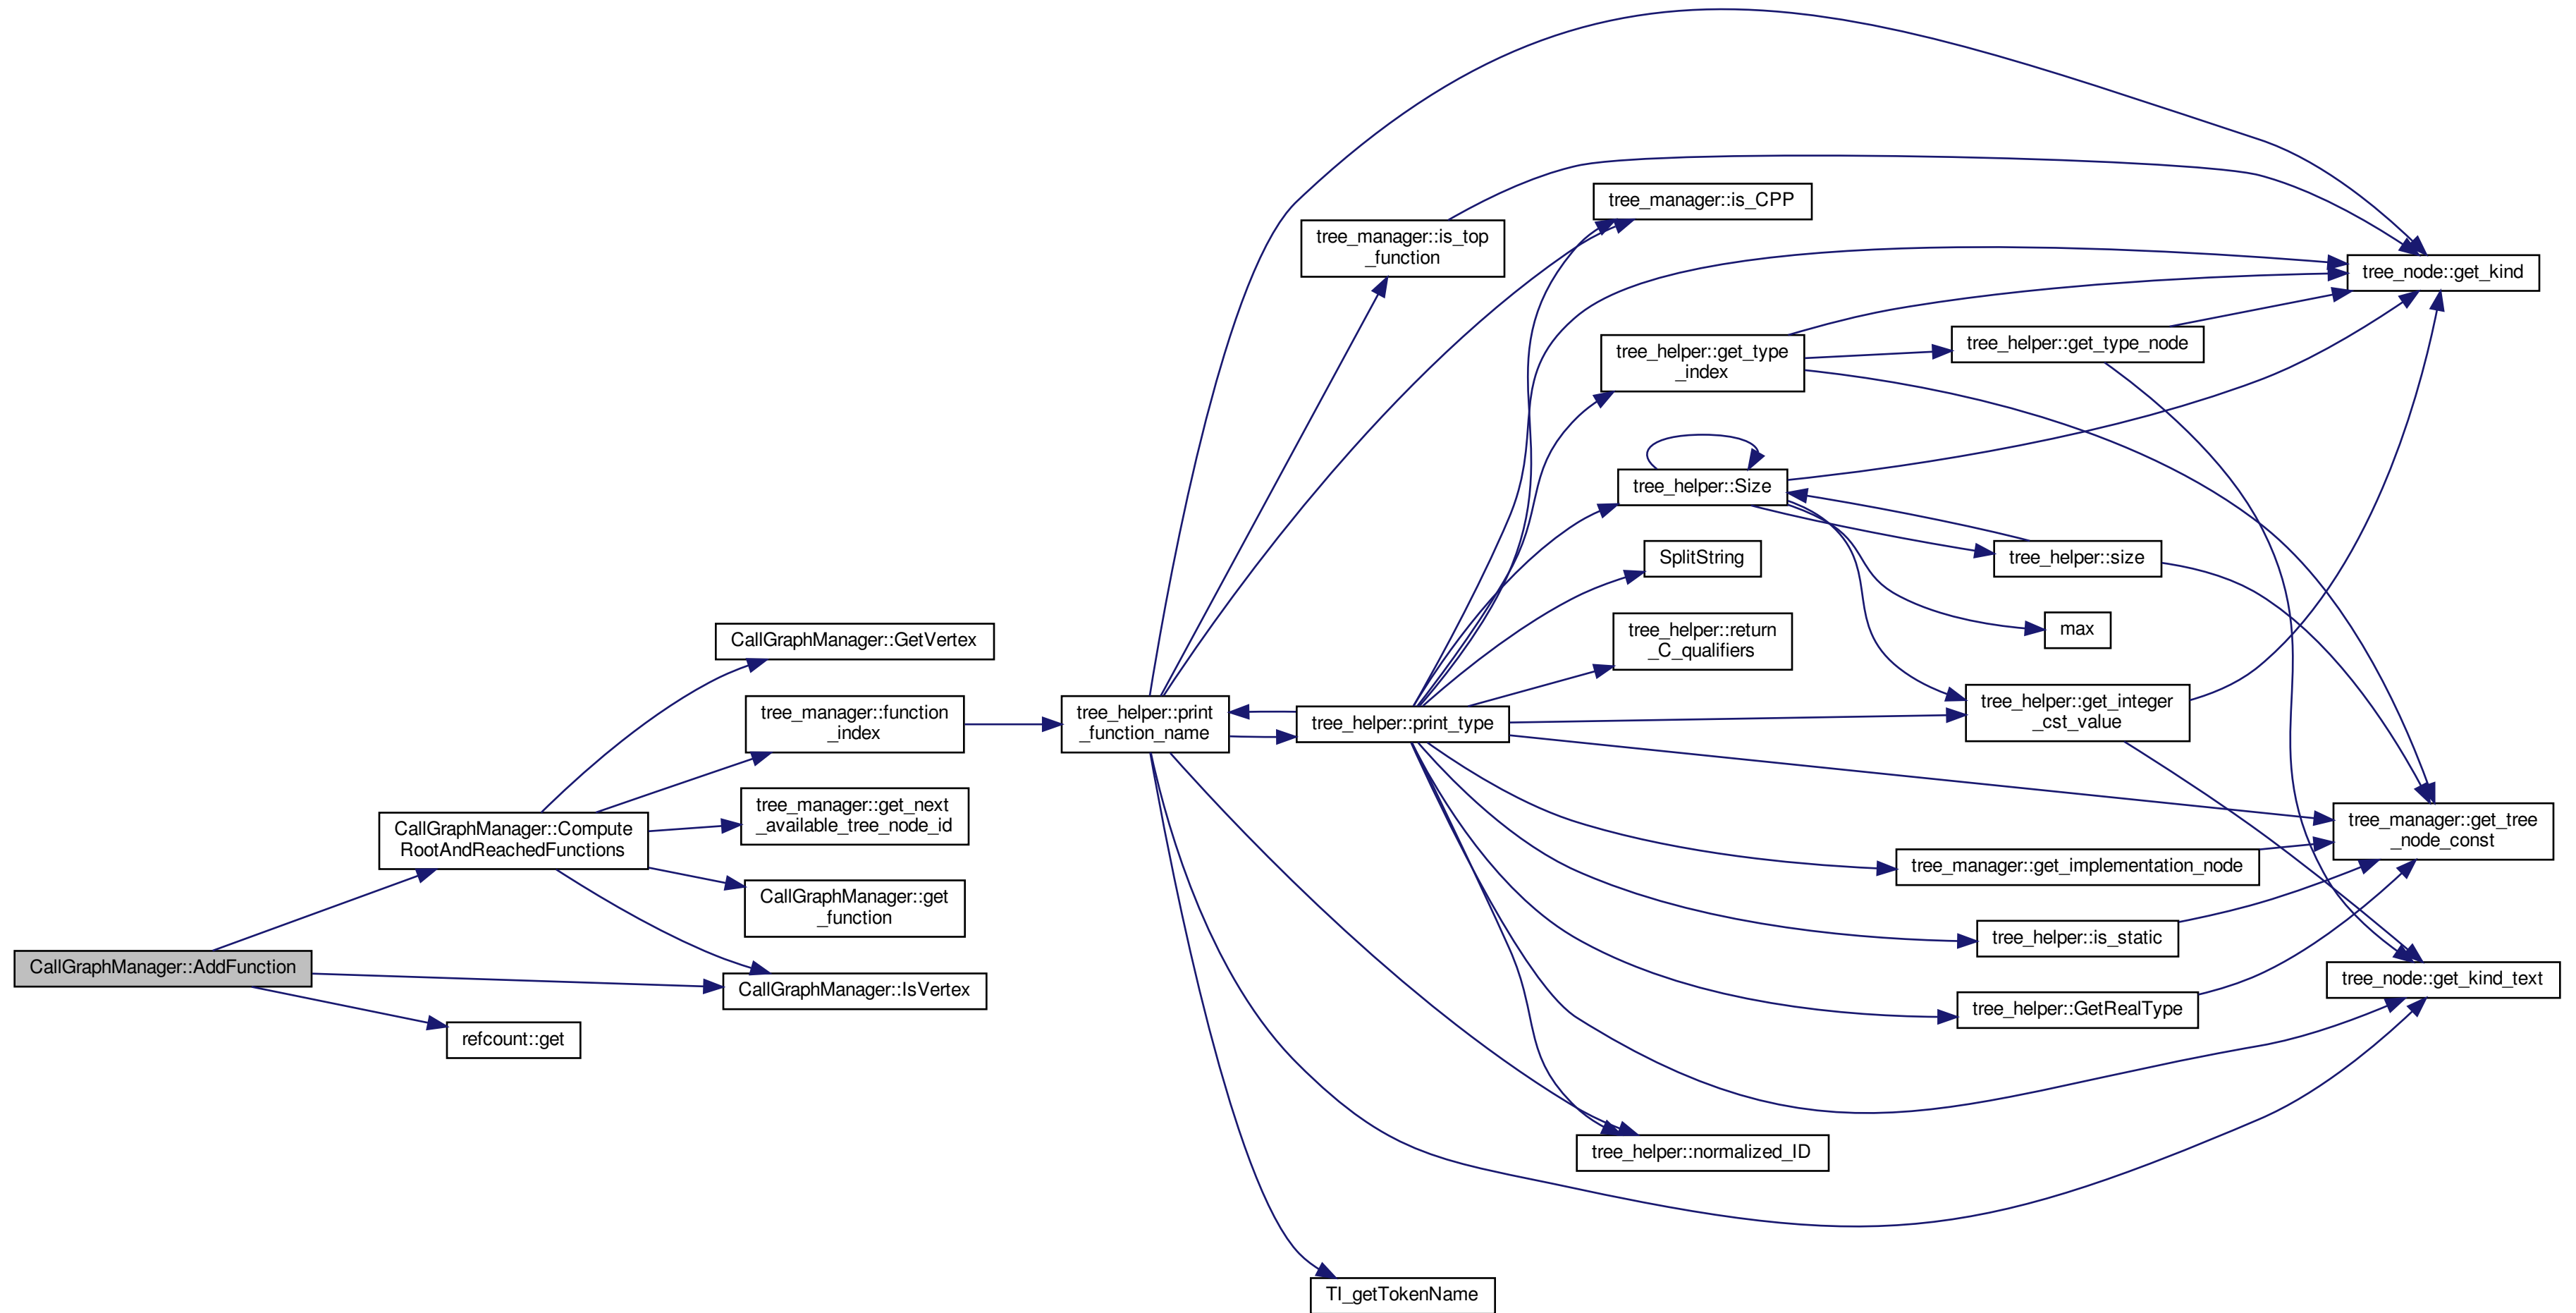 CallGraphManager::AddFunction
CallGraphManager::Compute
RootAndReachedFunctions
refcount::get
CallGraphManager::GetVertex
tree_manager::function
_index
tree_manager::get_next
_available_tree_node_id
CallGraphManager::get
_function
CallGraphManager::IsVertex
tree_helper::print
_function_name
tree_manager::is_top
_function
tree_helper::print_type
TI_getTokenName
tree_manager::is_CPP
tree_helper::get_type
_index
tree_helper::Size
SplitString
tree_helper::return
_C_qualifiers
tree_helper::normalized_ID
tree_helper::get_type_node
tree_helper::size
max
tree_helper::get_integer
_cst_value
tree_manager::get_implementation_node
tree_helper::is_static
tree_helper::GetRealType
tree_node::get_kind
tree_manager::get_tree
_node_const
tree_node::get_kind_text